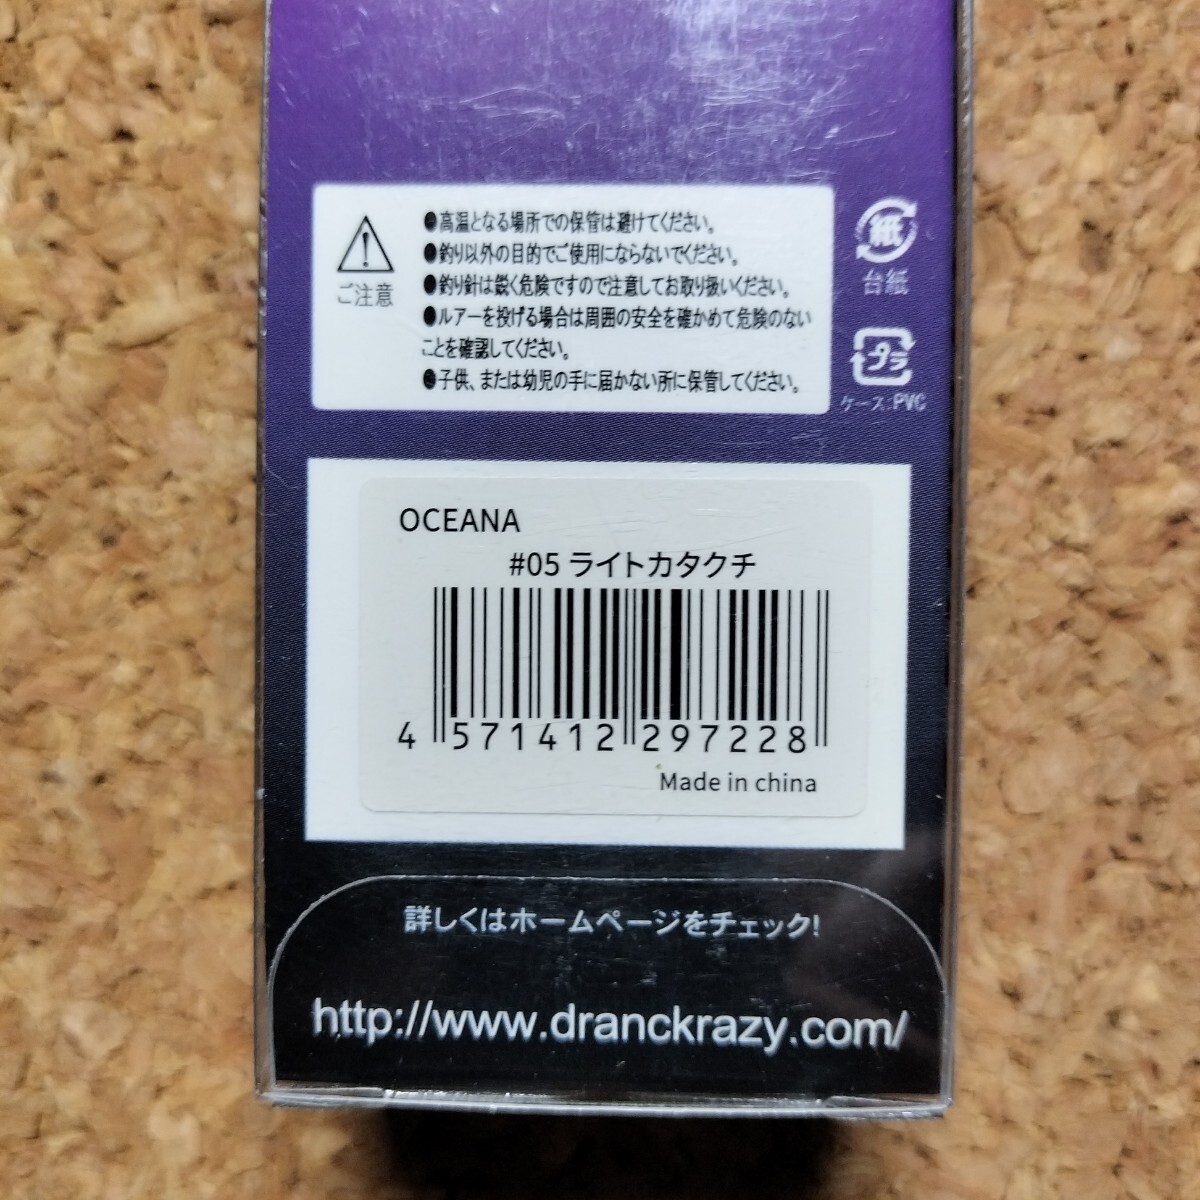 ●高温となる場所での保管は避けてください。
●釣り以外の目的でご使用にならないでください。
●釣り針は鋭く危険ですので注意してお取り扱いください。
●ルアーを投げる場合は周囲の安全を確かめて危険のない
ことを確認してください。
●子供、または幼児の手に届かない所に保管してください。
ご注意
紙
台紙
プラ
ケース:PVC
OCEANA
#05 ライトカタクチ
4 571412 297228
Made in china
詳しくはホームページをチェック!
http://www.dranckrazy.com/